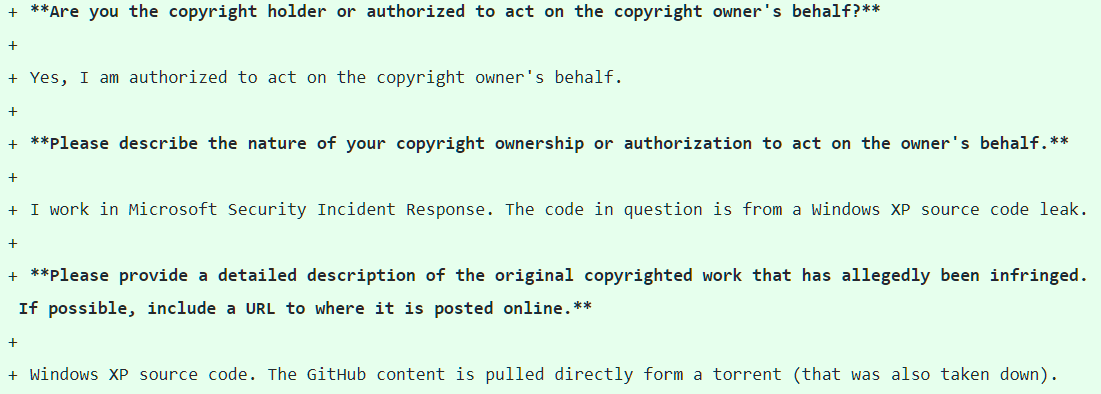 + **Are you the copyright holder or authorized to act on the copyright owner's behalf?**
+
+ Yes, I am authorized to act on the copyright owner's behalf.
+
+ **Please describe the nature of your copyright ownership or authorization to act on the owner's behalf.**
+
+ I work in Microsoft Security Incident Response. The code in question is from a Windows XP source code leak.
+
+ **Please provide a detailed description of the original copyrighted work that has allegedly been infringed.
If possible, include a URL to where it is posted online.**
+
+ Windows XP source code. The GitHub content is pulled directly form a torrent (that was also taken down).